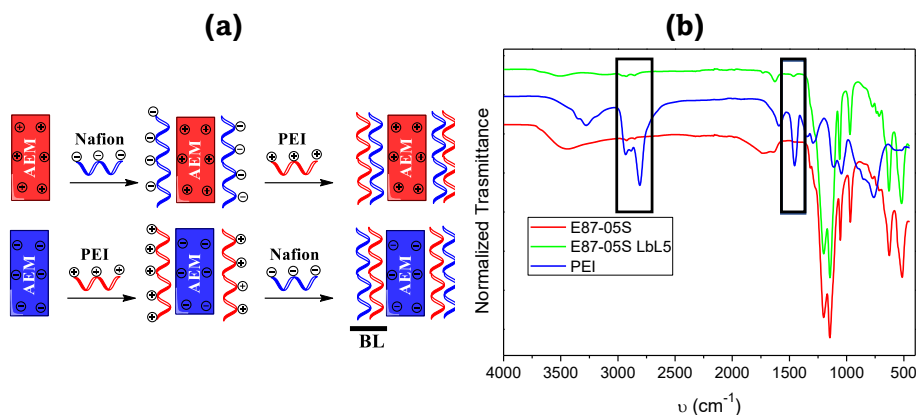 (a)
(b)
Nafion
PEI
AEM
AEM
AEM
PEI
Nafion
AEM
AEM
AEM
BL
Normalized Trasmittance
E87-05S
E87-05S LbL5
PEI
4000 3500 3000 2500 2000 1500 1000 500
υ (cm⁻¹)